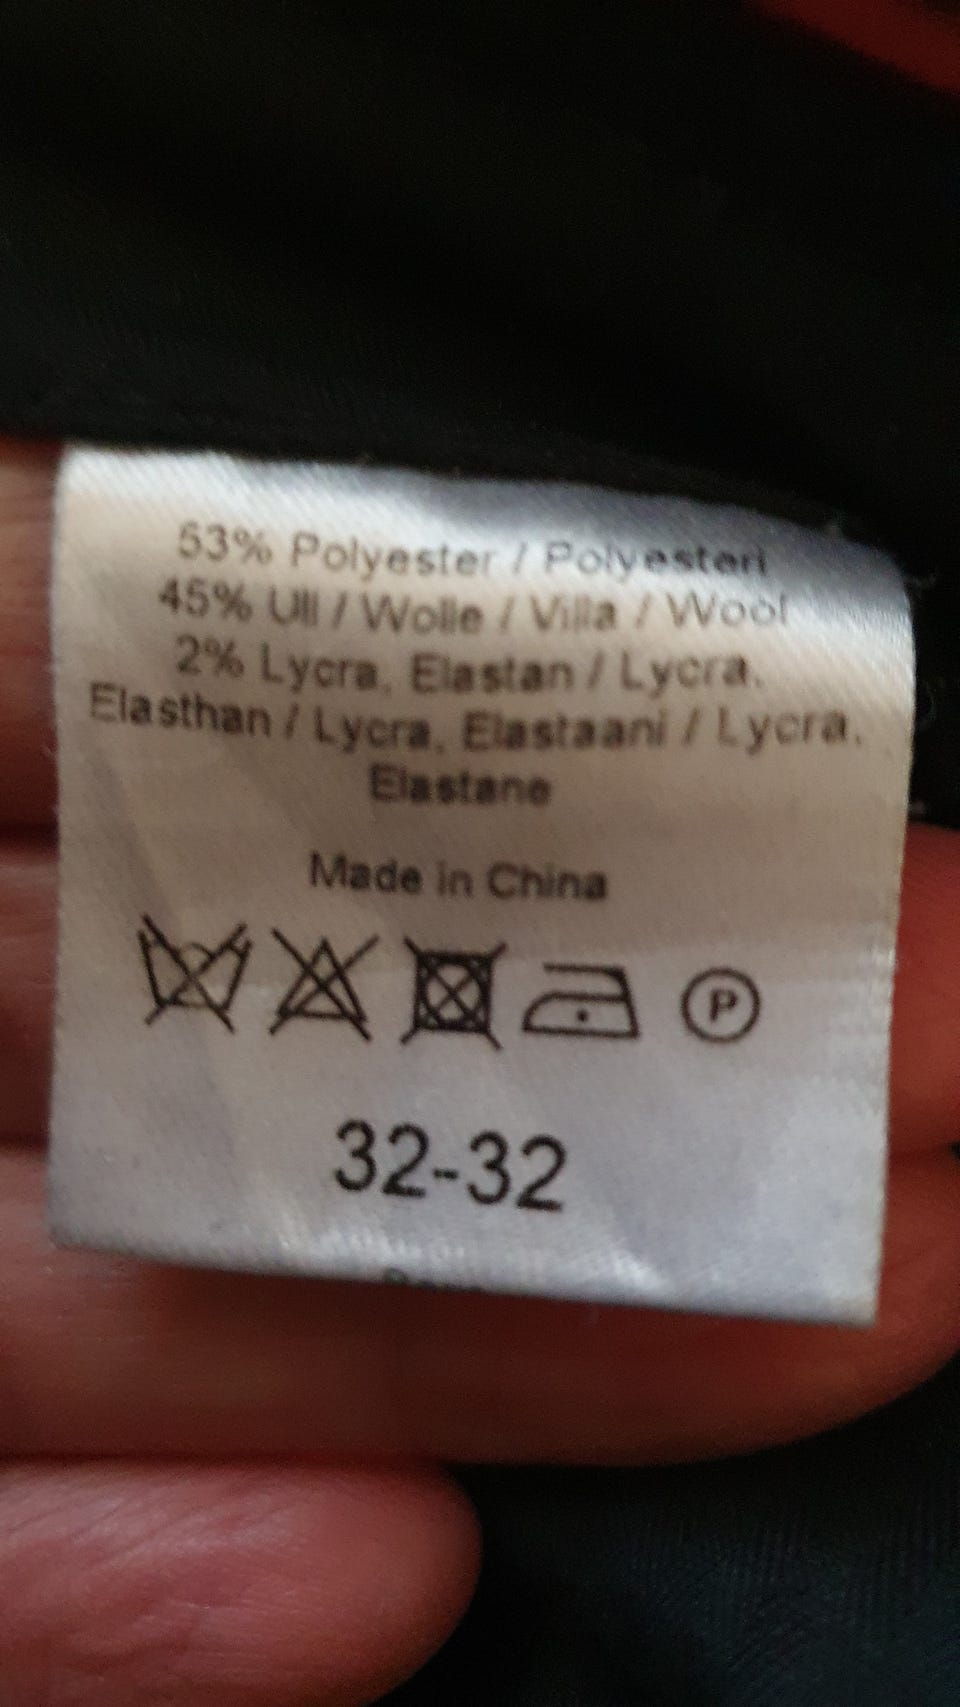 53% Polyester / Polyesteri
45% Ull / Wolle / Villa / Wool
2% Lycra, Elastan / Lycra,
Elasthan / Lycra, Elastaani / Lycra,
Elastane
Made in China
P
32-32